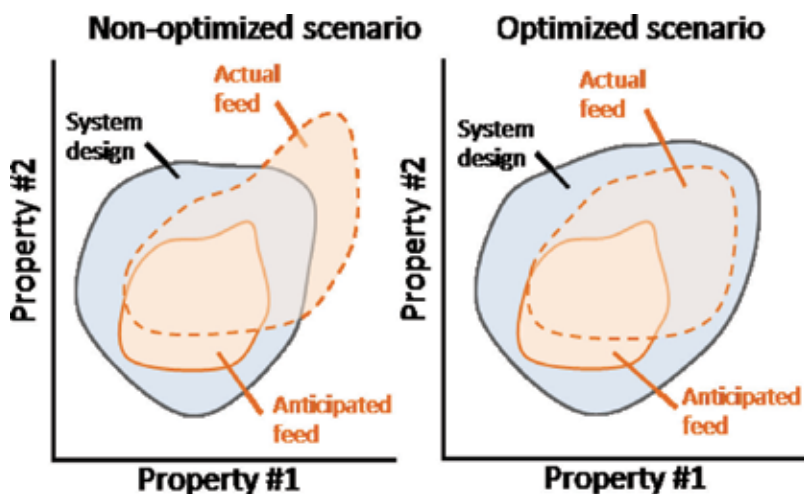 Non-optimized scenario
Actual
feed
System
design
Property #2
Anticipated
feed
Property #1
Optimized scenario
Actual
feed
System
design
Property #2
Anticipated
feed
Property #1